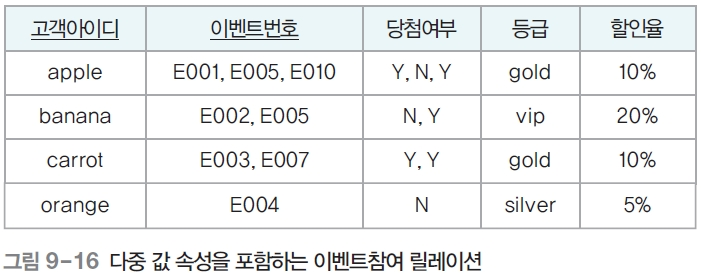 고객아이디 이벤트번호 당첨여부 등급 할인율
apple E001, E005, E010 Y, N, Y gold 10%
banana E002, E005 N, Y vip 20%
carrot E003, E007 Y, Y gold 10%
orange E004 N silver 5%
그림 9-16 다중 값 속성을 포함하는 이벤트참여 릴레이션